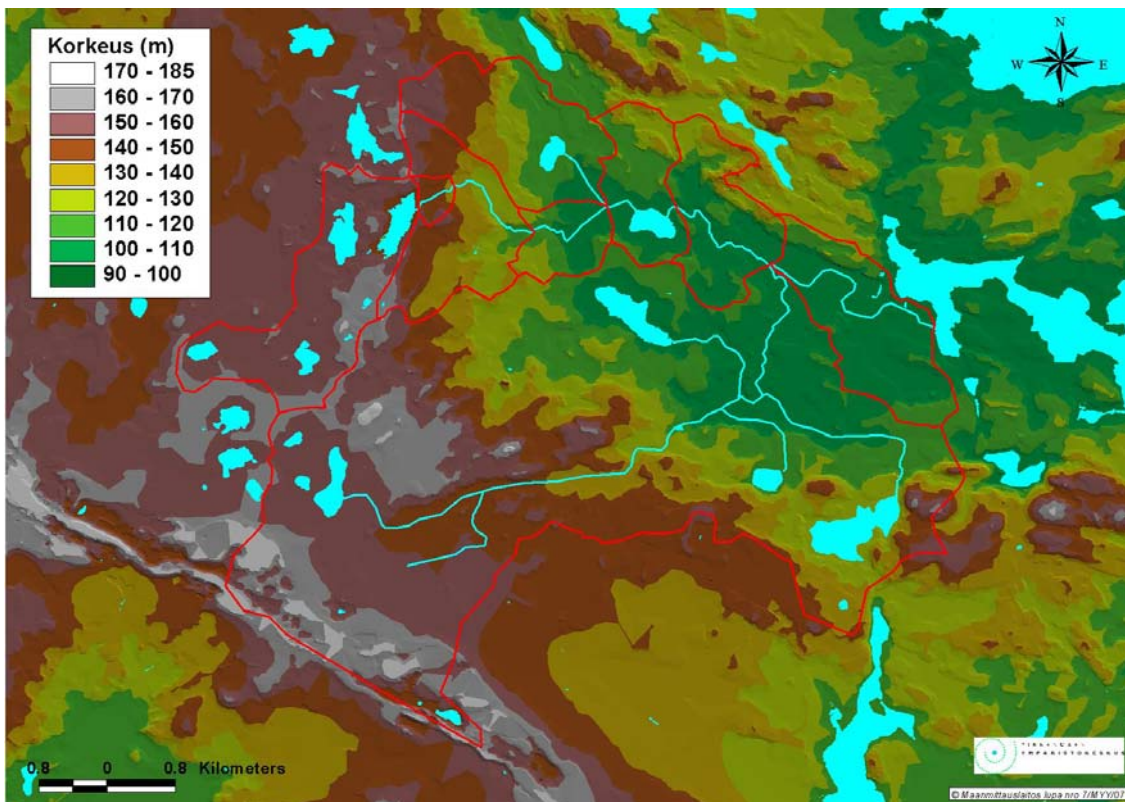 Korkeus (m)
170 - 185
160 - 170
150 - 160
140 - 150
130 - 140
120 - 130
110 - 120
100 - 110
90 - 100
N
W E
S
0.8 0 0.8 Kilometers
YMPÄRISTÖKESKUS
© Maanmittauslaitos lupa nro 7/MYY/07